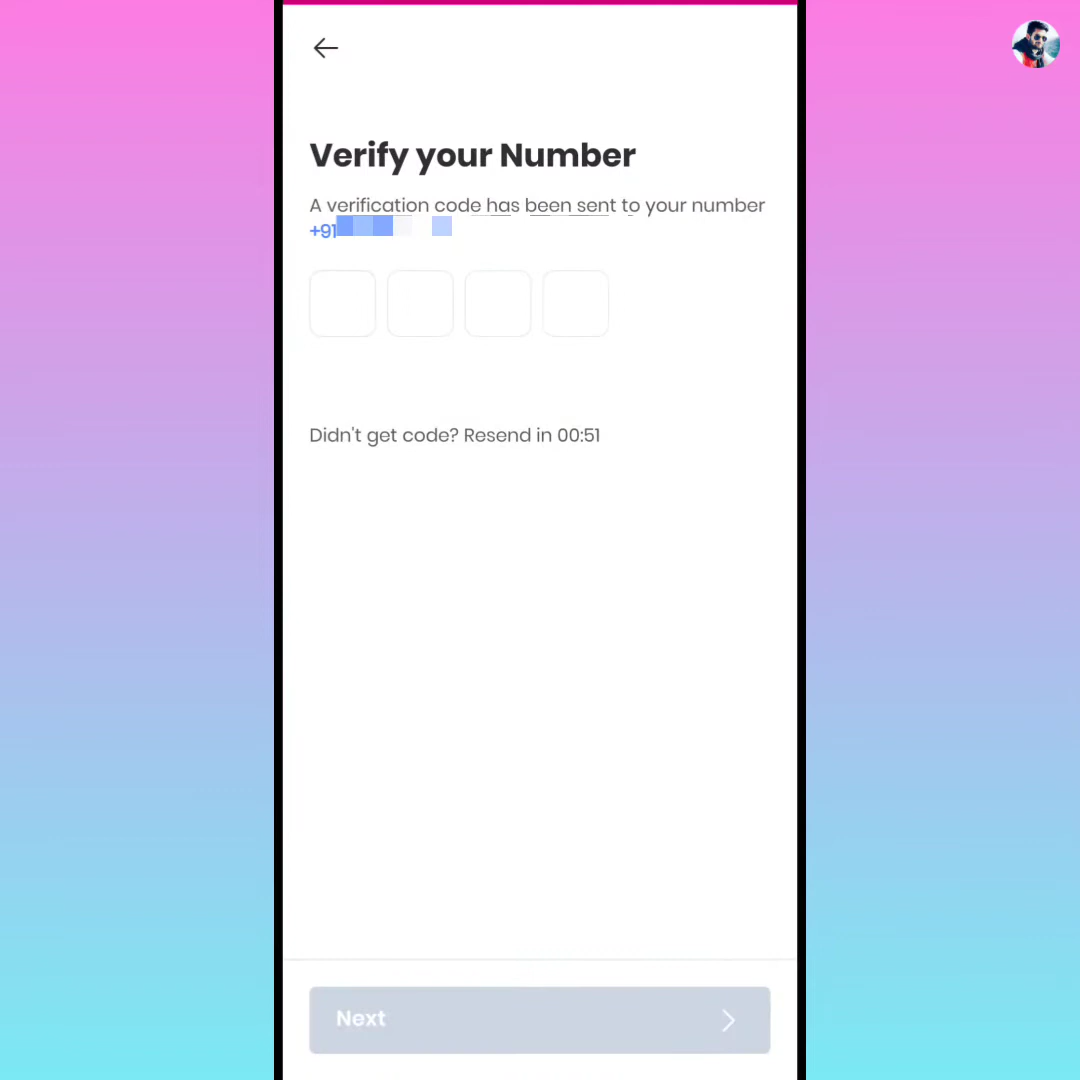 Verify your Number
A verification code has been sent to your number
+91
Didn't get code? Resend in 00:51
Next